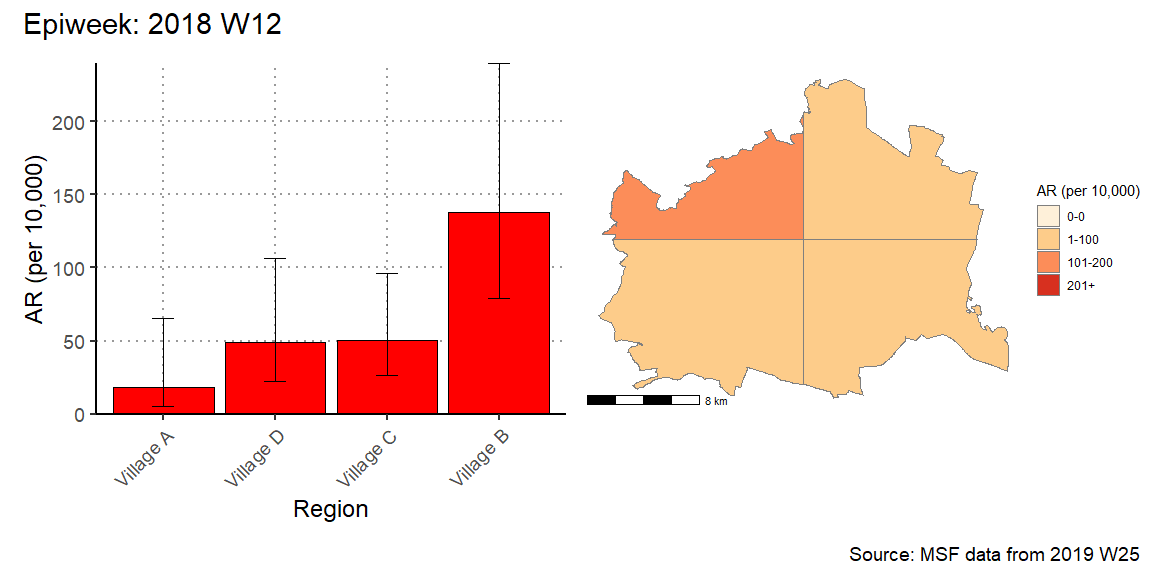 Epiweek: 2018 W12
AR (per 10,000)
200
150
100
50
0
Village A
Village D
Village C
Village B
Region
8 km
AR (per 10,000)
0-0
1-100
101-200
201+
Source: MSF data from 2019 W25